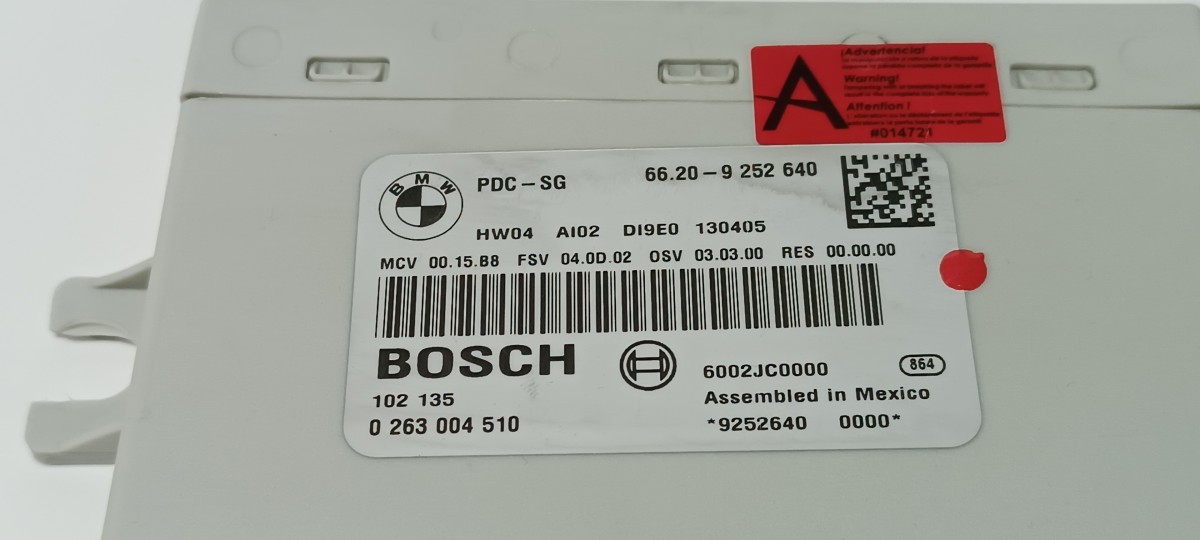 ¡Advertencia!
Warning!
Attention !
A
#014721
BMW
PDC-SG 66.20-9 252 640
HW04 AI02 DI9E0 130405
MCV 00.15.B8 FSV 04.0D.02 OSV 03.03.00 RES 00.00.00
BOSCH
102 135
0 263 004 510
6002JC0000 864
Assembled in Mexico
*9252640 0000*